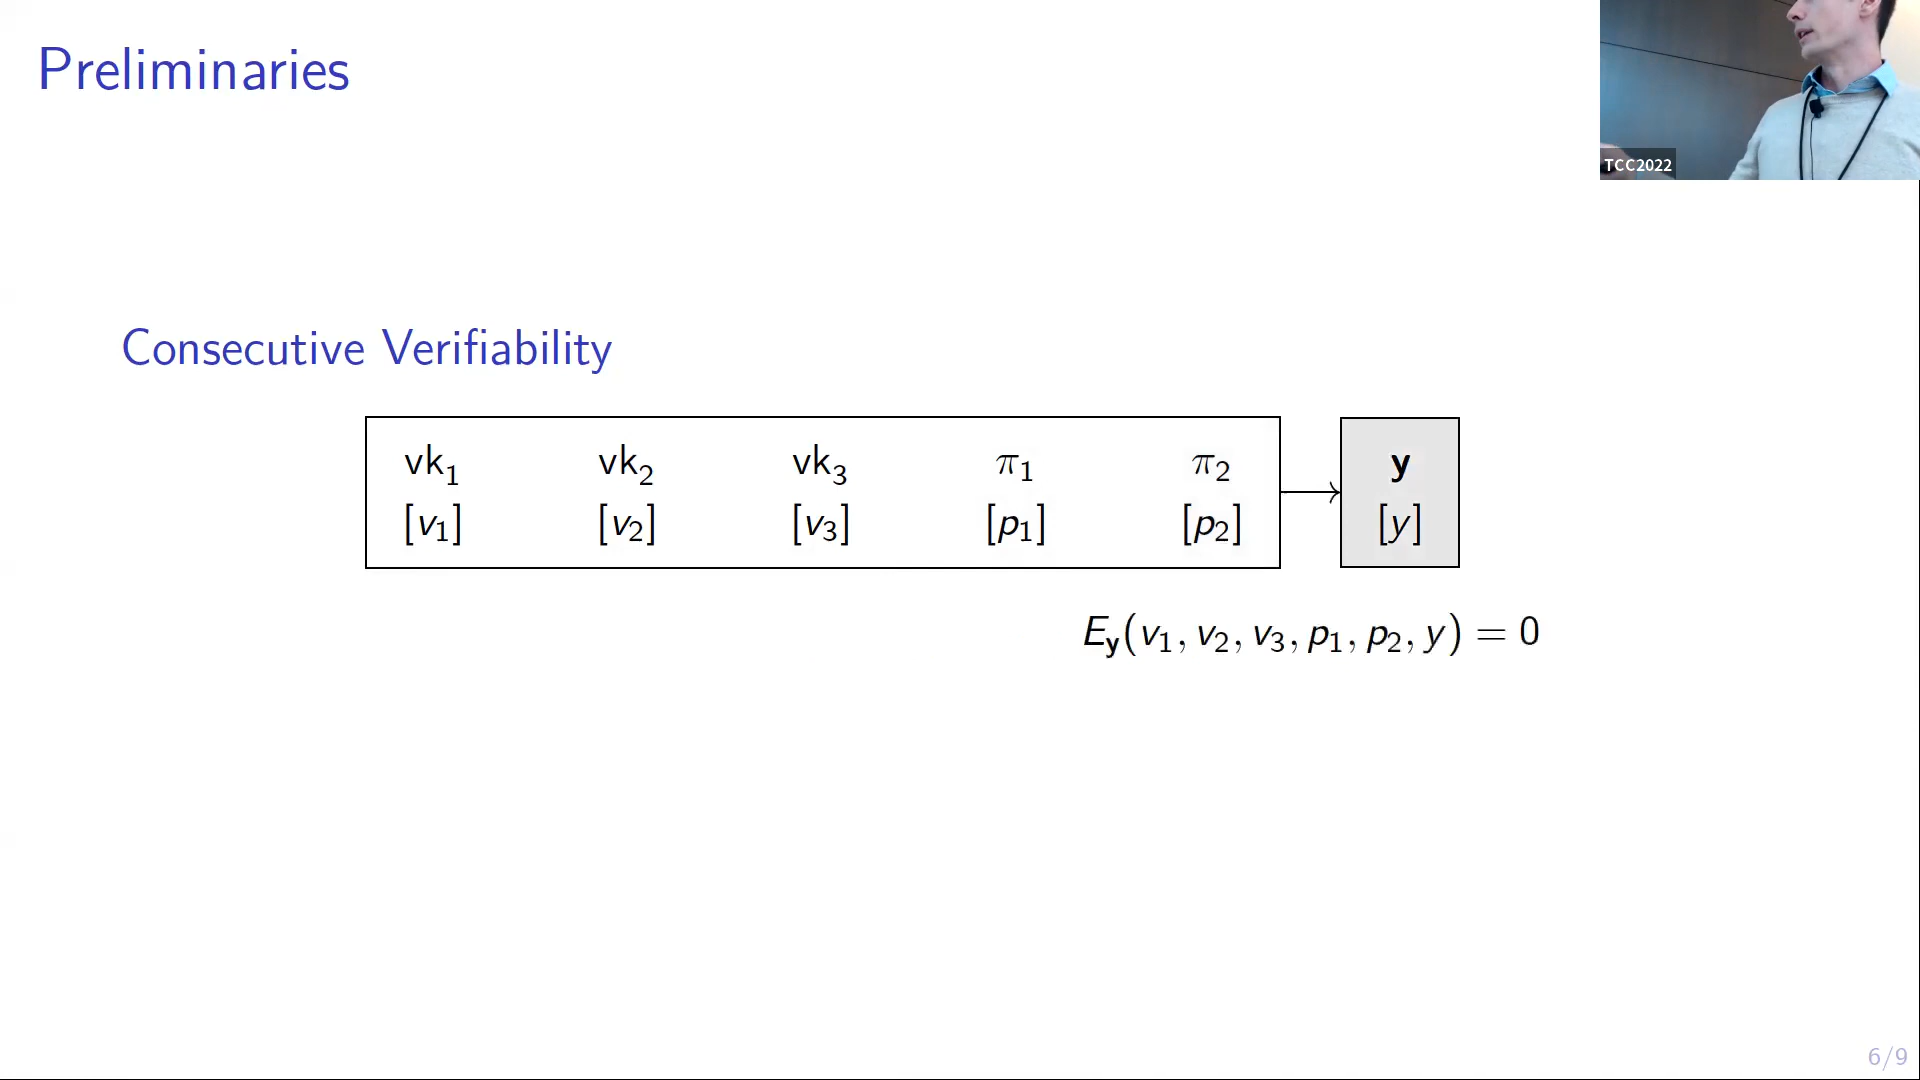 Preliminaries
TCC2022
Consecutive Verifiability
vk₁ vk₂ vk₃ π₁ π₂ y
[v₁] [v₂] [v₃] [p₁] [p₂] [y]
E_y(v₁, v₂, v₃, p₁, p₂, y) = 0
6/9